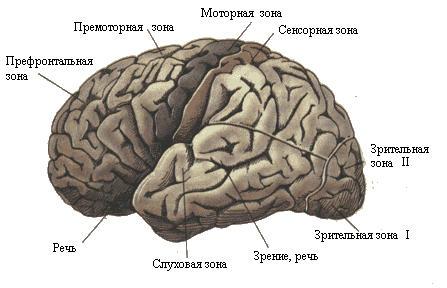 Моторная зона
Премоторная зона
Сенсорная зона
Префронтальная
зона
Зрительная
зона II
Речь
Слуховая зона
Зрение, речь
Зрительная зона I